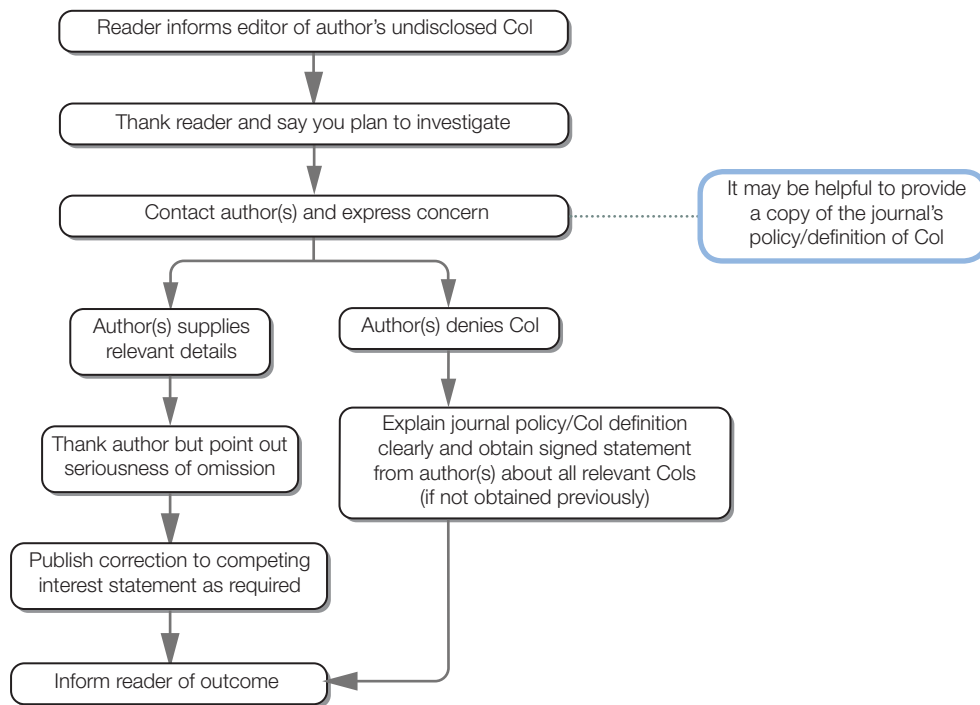 Reader informs editor of author's undisclosed CoI
Thank reader and say you plan to investigate
Contact author(s) and express concern
It may be helpful to provide
a copy of the journal's
policy/definition of CoI
Author(s) supplies
relevant details
Author(s) denies CoI
Thank author but point out
seriousness of omission
Explain journal policy/CoI definition
clearly and obtain signed statement
from author(s) about all relevant CoIs
(if not obtained previously)
Publish correction to competing
interest statement as required
Inform reader of outcome